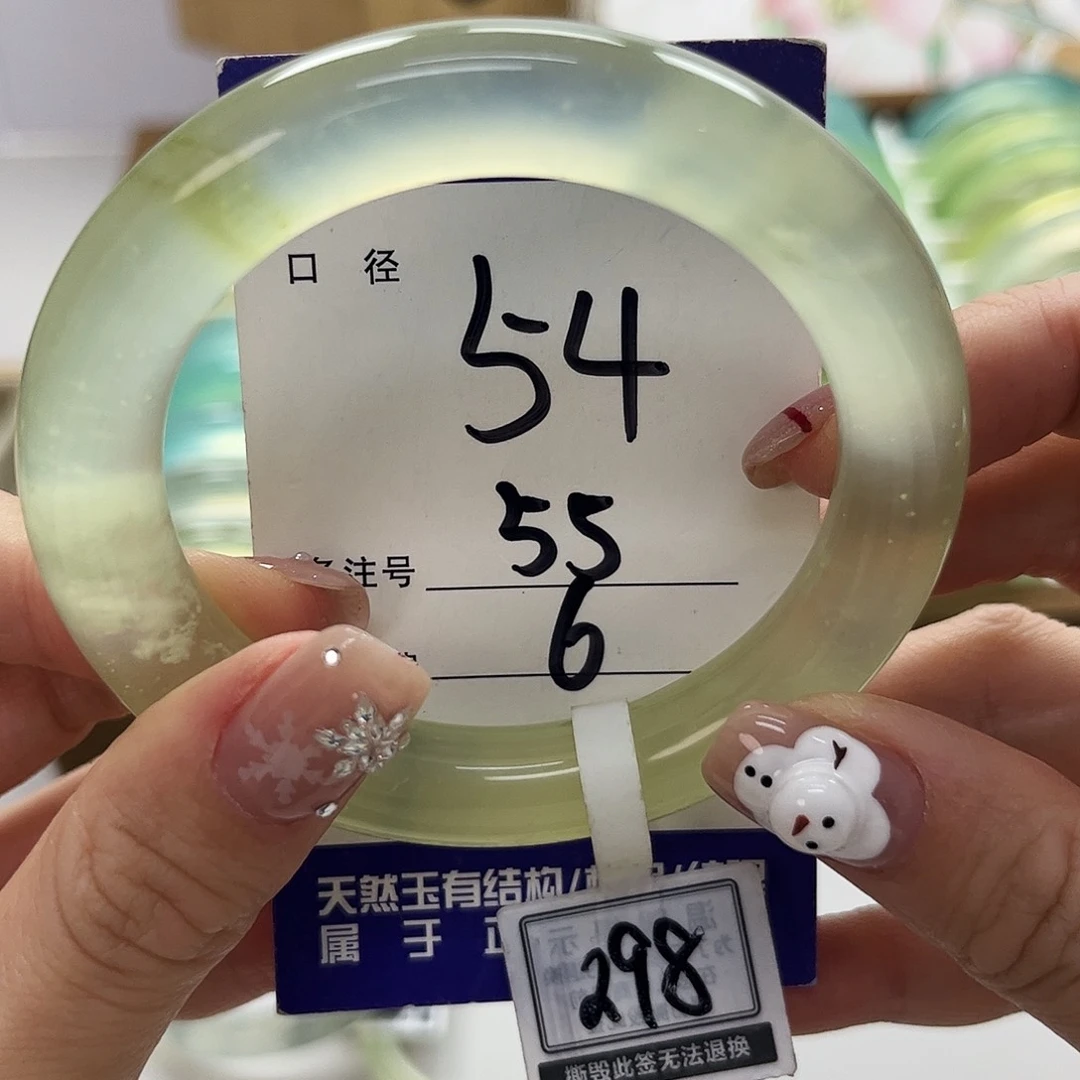 口 径 54
55
注号
6
天然玉有结构/
属 于
298
撕毁此签无法退换